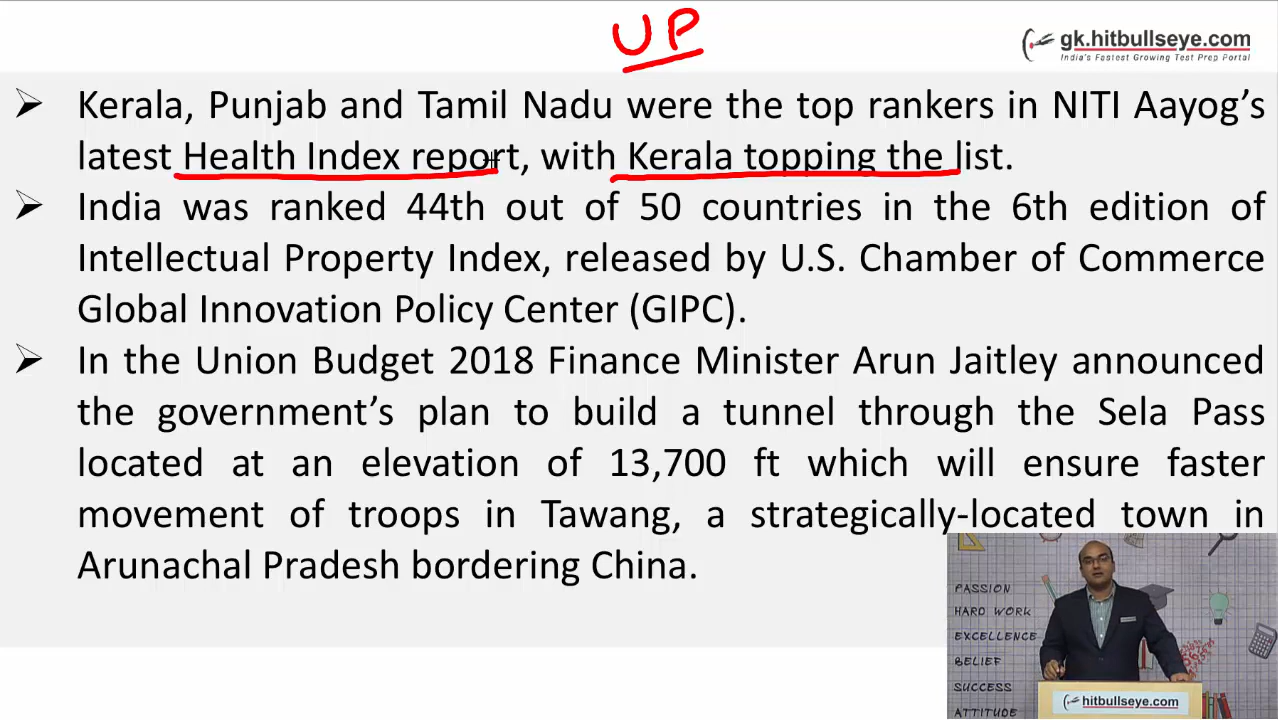 UP
gk.hitbullseye.com
India's Fastest Growing Test Prep Portal
➢ Kerala, Punjab and Tamil Nadu were the top rankers in NITI Aayog’s
latest Health Index report, with Kerala topping the list.
➢ India was ranked 44th out of 50 countries in the 6th edition of
Intellectual Property Index, released by U.S. Chamber of Commerce
Global Innovation Policy Center (GIPC).
➢ In the Union Budget 2018 Finance Minister Arun Jaitley announced
the government’s plan to build a tunnel through the Sela Pass
located at an elevation of 13,700 ft which will ensure faster
movement of troops in Tawang, a strategically-located town in
Arunachal Pradesh bordering China.
PASSION
HARD WORK
EXCELLENCE
BELIEF
SUCCESS
ATTITUDE
hitbullseye.com